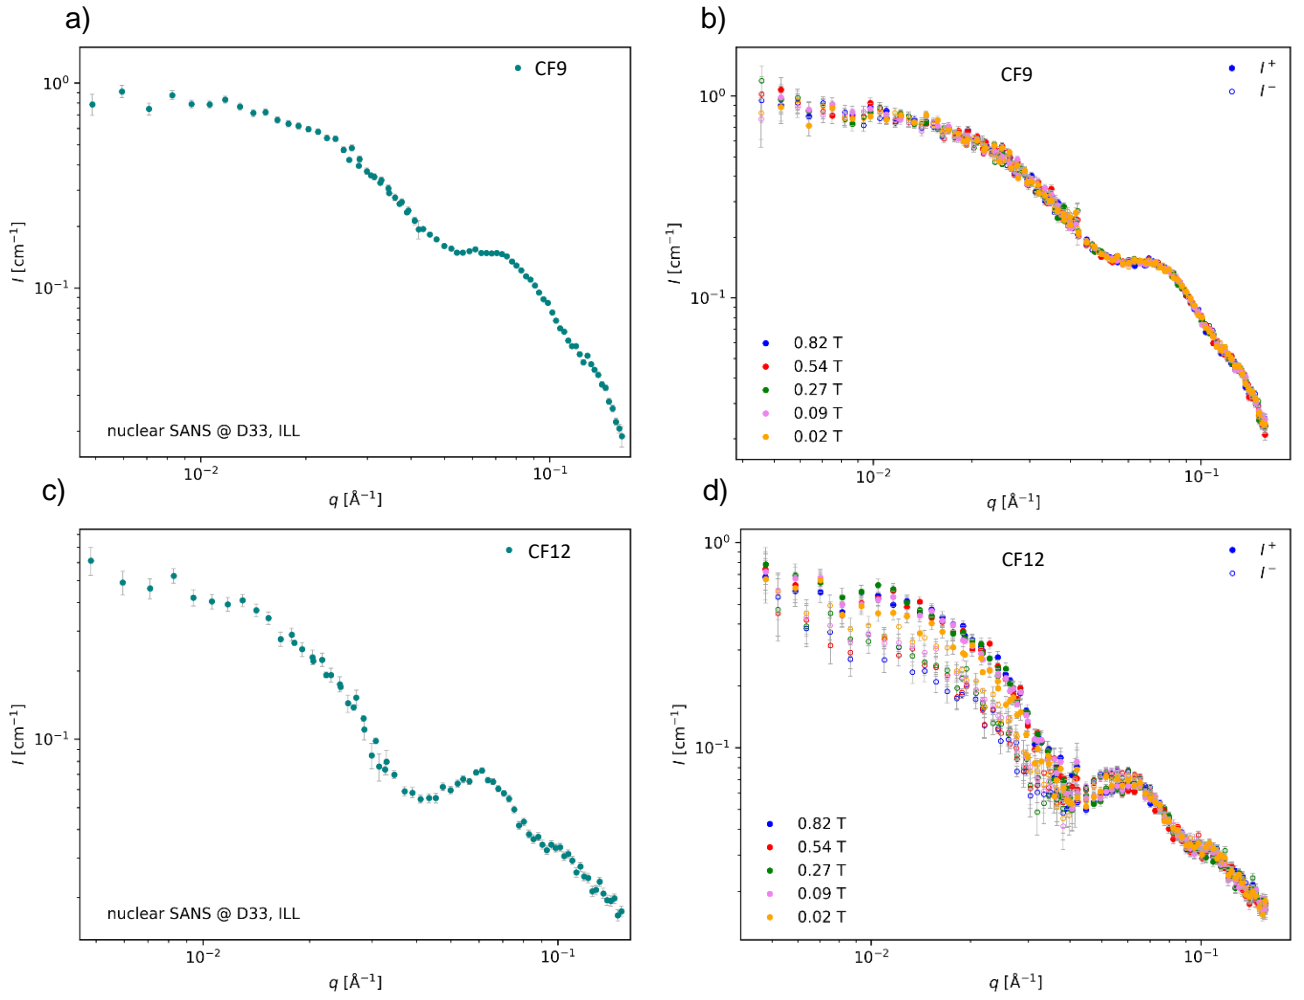 a)
CF9
10⁰
10⁻¹
I [cm⁻¹]
nuclear SANS @ D33, ILL
10⁻² 10⁻¹
q [Å⁻¹]
b)
CF9
I⁺
I⁻
10⁰
10⁻¹
I [cm⁻¹]
0.82 T
0.54 T
0.27 T
0.09 T
0.02 T
10⁻² 10⁻¹
q [Å⁻¹]
c)
CF12
10⁻¹
I [cm⁻¹]
nuclear SANS @ D33, ILL
10⁻² 10⁻¹
q [Å⁻¹]
d)
CF12
I⁺
I⁻
10⁰
10⁻¹
I [cm⁻¹]
0.82 T
0.54 T
0.27 T
0.09 T
0.02 T
10⁻² 10⁻¹
q [Å⁻¹]